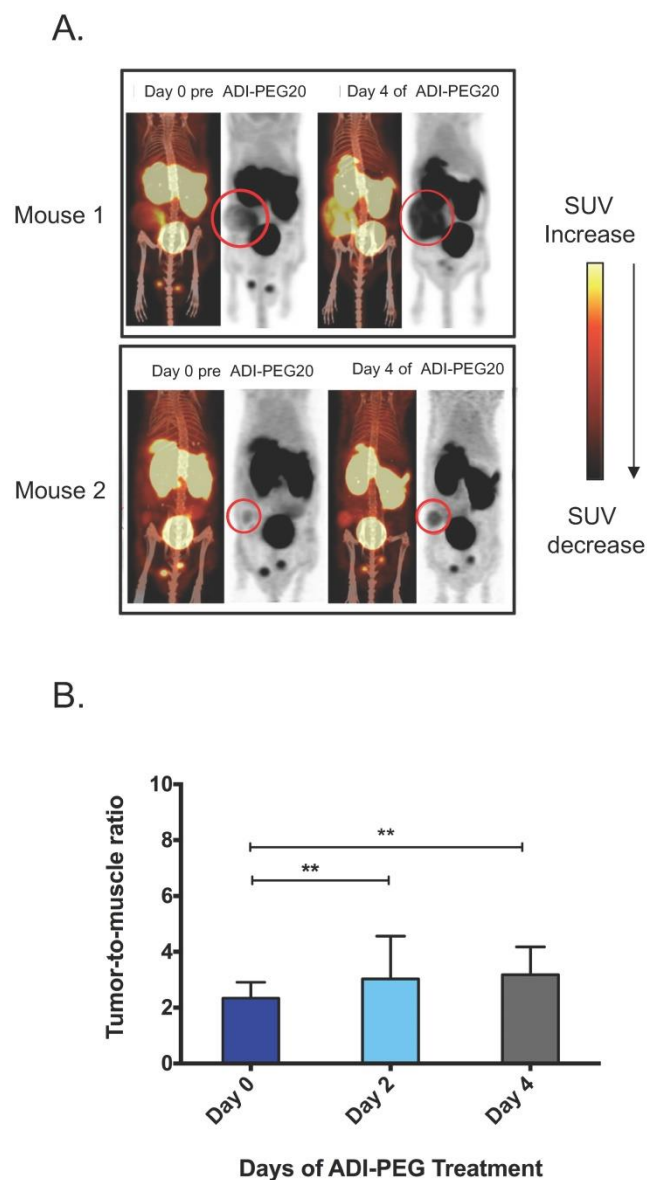 A.
Day 0 pre ADI-PEG20
Day 4 of ADI-PEG20
Mouse 1
SUV
Increase
Day 0 pre ADI-PEG20
Day 4 of ADI-PEG20
Mouse 2
SUV
decrease
B.
10
8
6
4
2
0
Tumor-to-muscle ratio
**
**
Day 0
Day 2
Day 4
Days of ADI-PEG Treatment